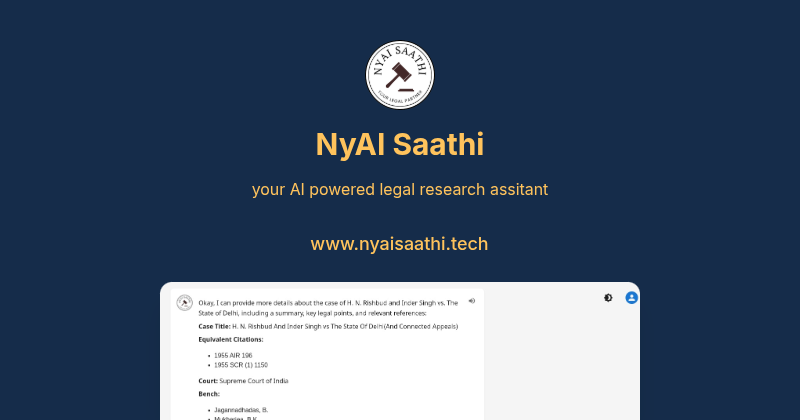 NYAI SAATHI
YOUR LEGAL PARTNER
NyAI Saathi
your AI powered legal research assitant
www.nyaisaathi.tech
Okay, I can provide more details about the case of H. N. Rishbud and Inder Singh vs. The
State of Delhi, including a summary, key legal points, and relevant references:
Case Title: H. N. Rishbud And Inder Singh vs The State Of Delhi (And Connected Appeals)
Equivalent Citations:
• 1955 AIR 196
• 1955 SCR (1) 1150
Court: Supreme Court of India
Bench:
• Jagannadhadas, B.